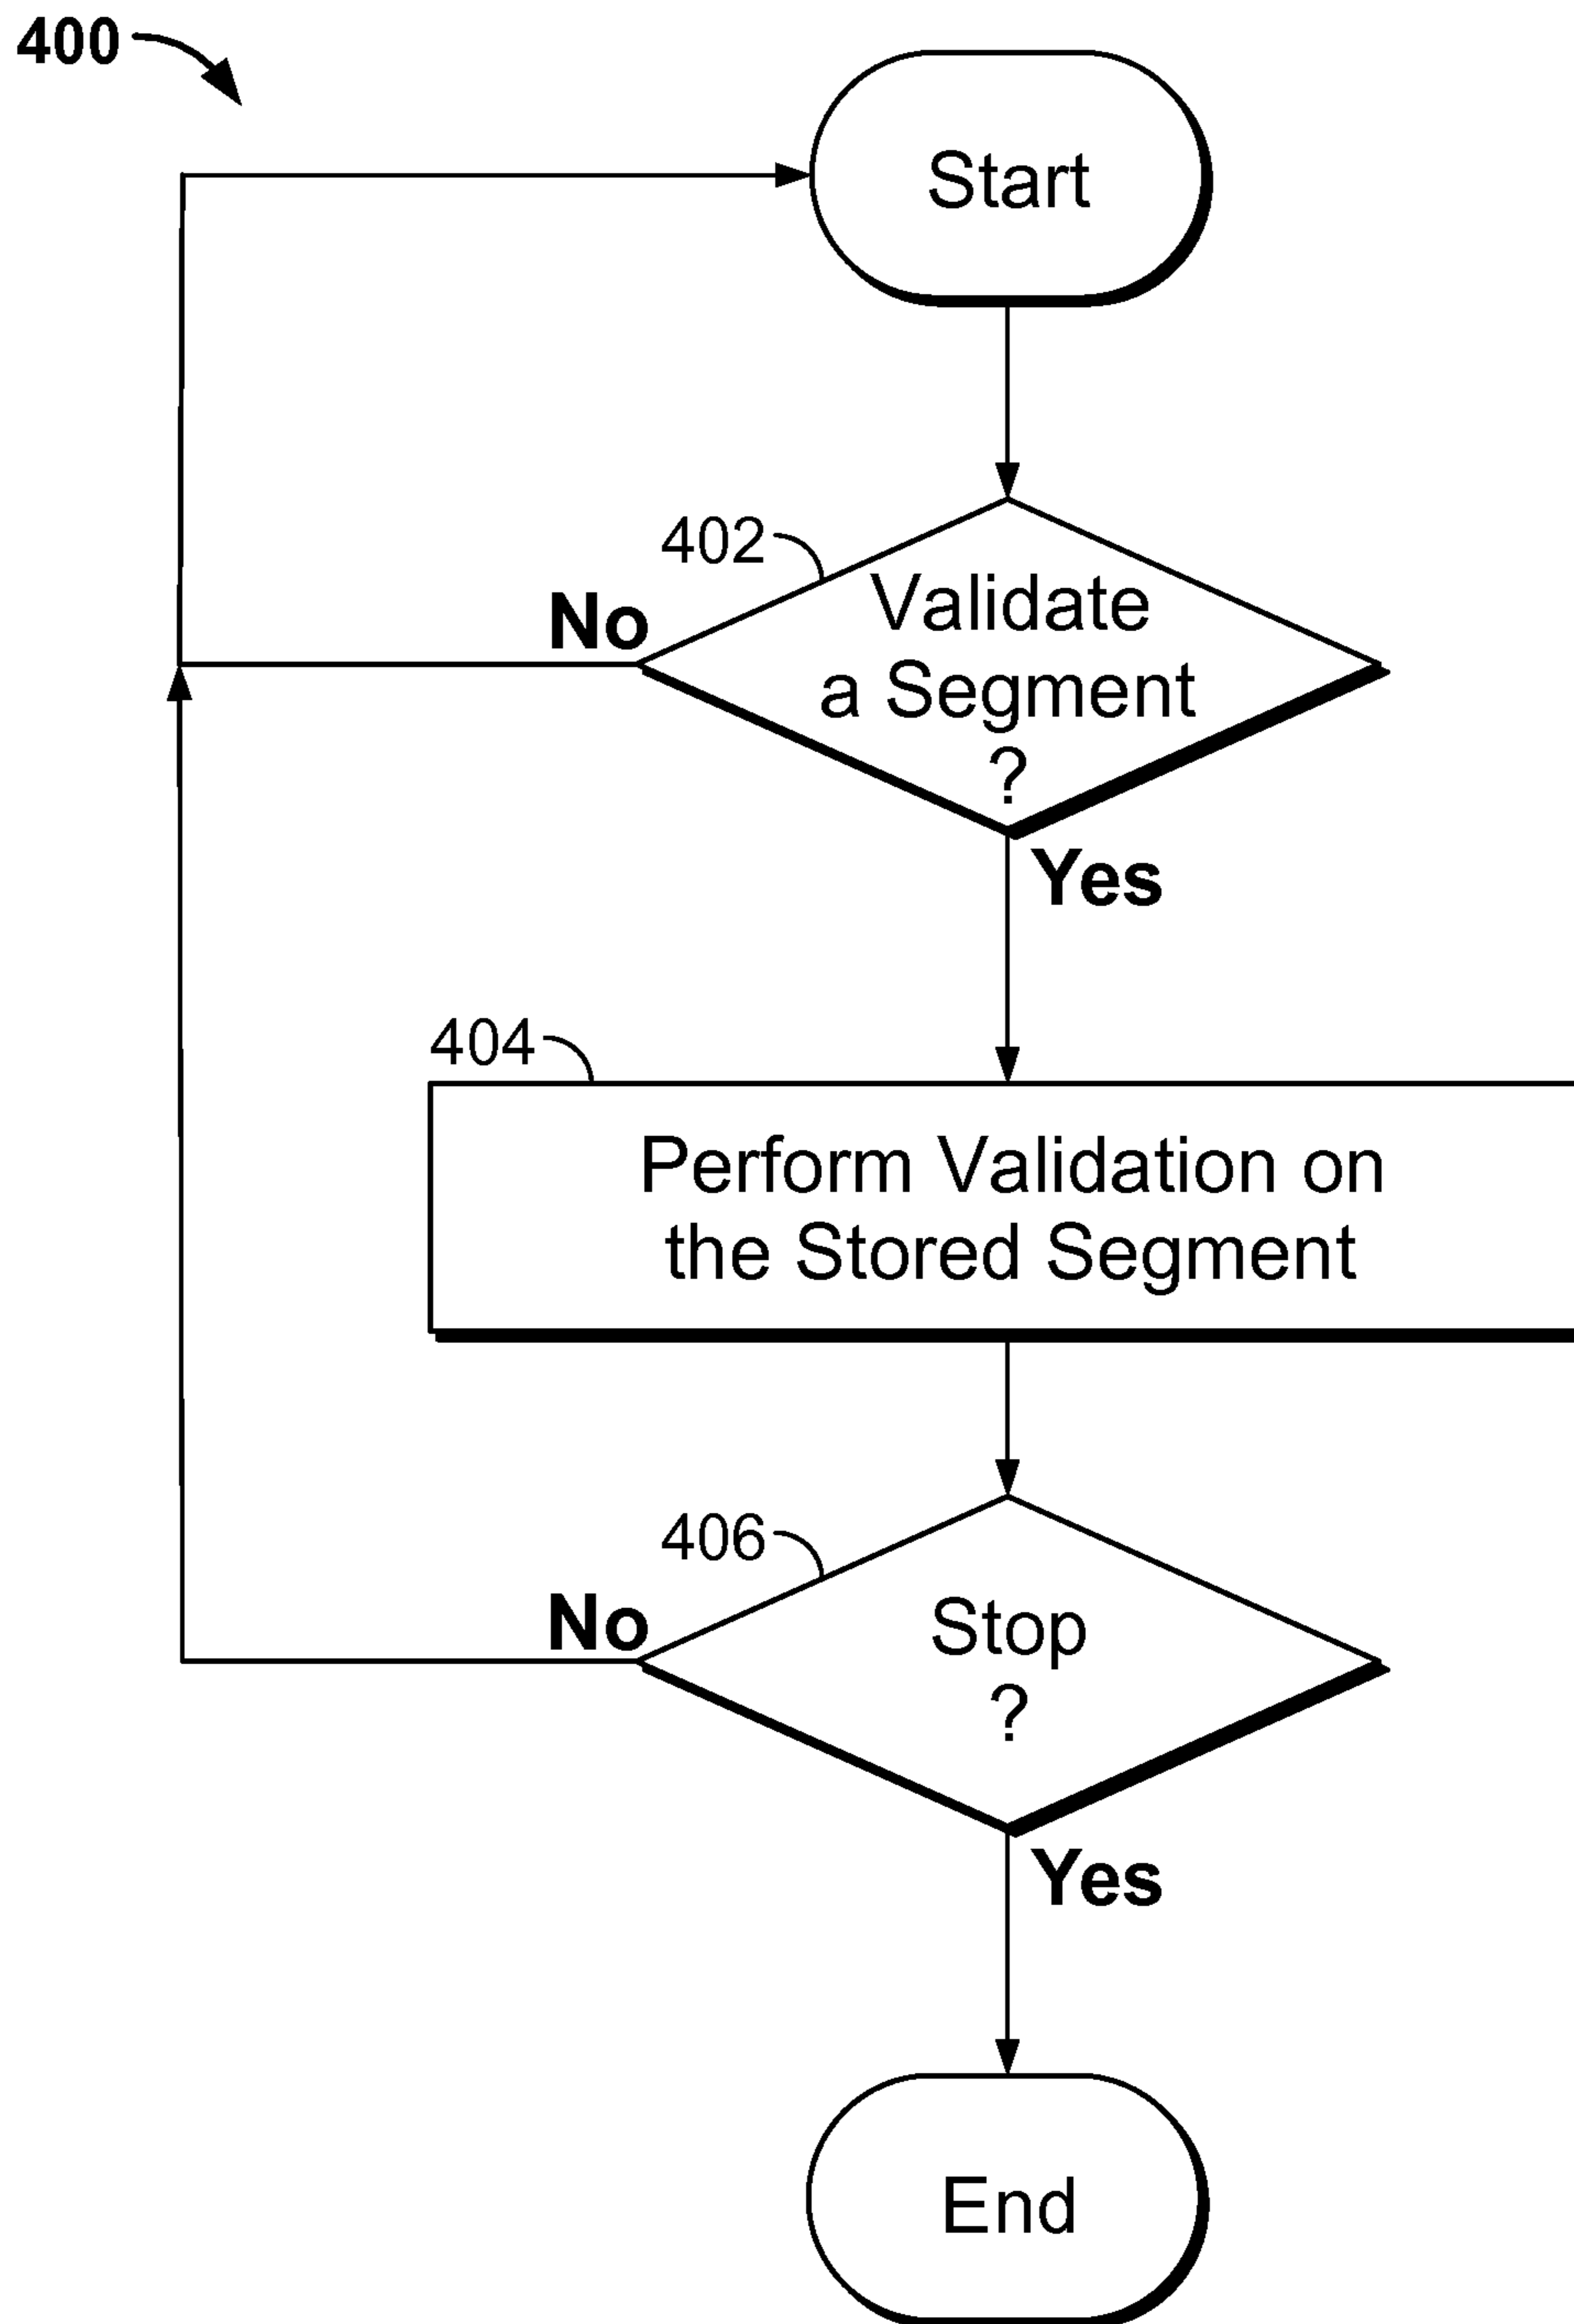 400
Start
402
Validate
a Segment
?
No
Yes
404
Perform Validation on
the Stored Segment
406
Stop
?
No
Yes
End